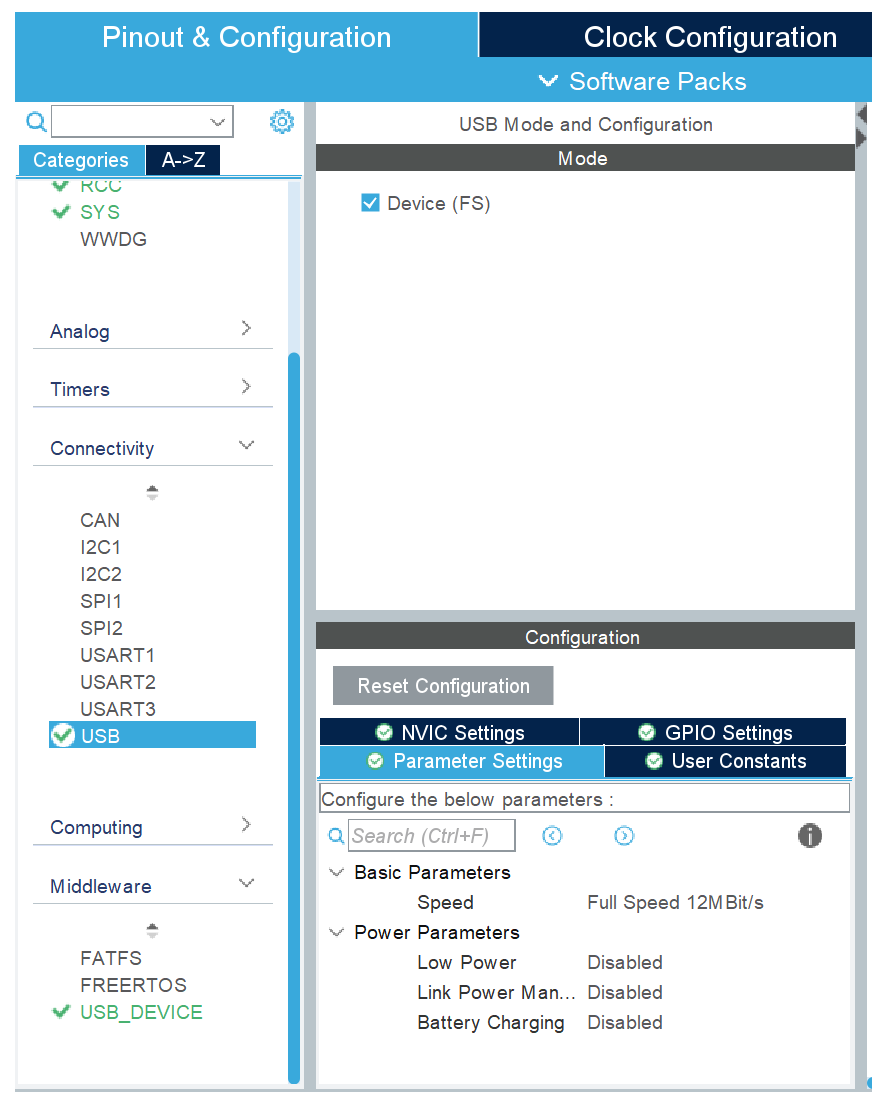 Pinout & Configuration
Clock Configuration
Software Packs
Categories
A->Z
RCC
SYS
WWDG
Analog
Timers
Connectivity
CAN
I2C1
I2C2
SPI1
SPI2
USART1
USART2
USART3
USB
Computing
Middleware
FATFS
FREERTOS
USB_DEVICE
USB Mode and Configuration
Mode
Device (FS)
Configuration
Reset Configuration
NVIC Settings
GPIO Settings
Parameter Settings
User Constants
Configure the below parameters :
Search (Ctrl+F)
Basic Parameters
Speed Full Speed 12MBit/s
Power Parameters
Low Power Disabled
Link Power Man... Disabled
Battery Charging Disabled